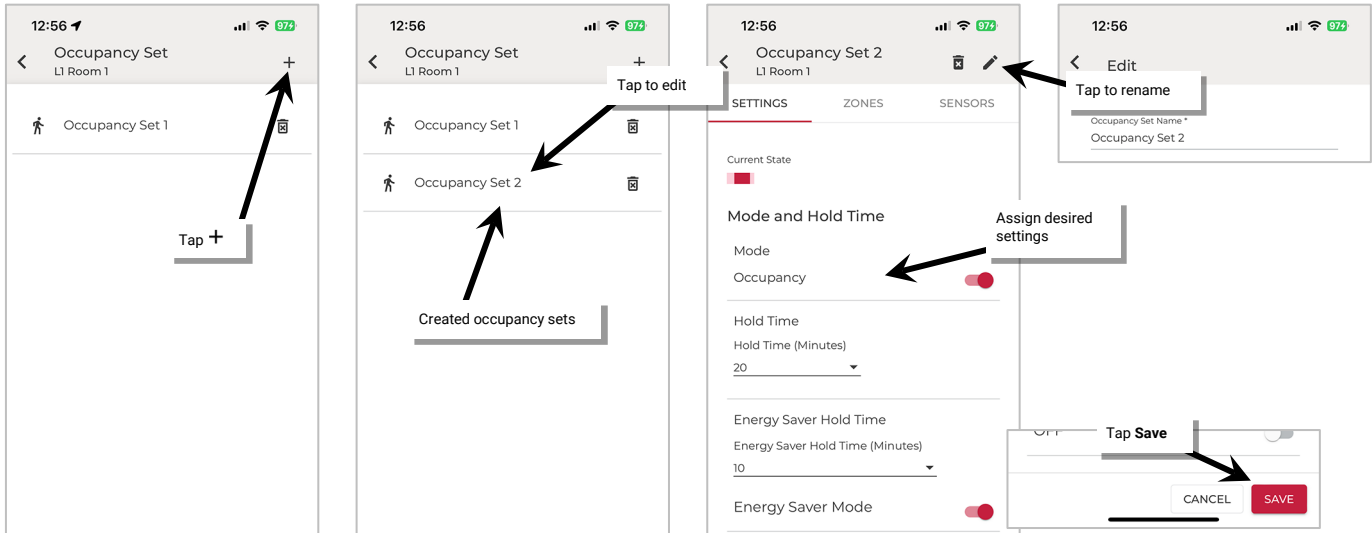 12:56
97
Occupancy Set
L1 Room 1
+
Occupancy Set 1
Tap +
12:56
97
Occupancy Set
L1 Room 1
+
Tap to edit
Occupancy Set 1
Occupancy Set 2
Created occupancy sets
12:56
97
Occupancy Set 2
L1 Room 1
SETTINGS
ZONES
SENSORS
Current State
Mode and Hold Time
Mode
Occupancy
Assign desired
settings
Hold Time
Hold Time (Minutes)
20
Energy Saver Hold Time
Energy Saver Hold Time (Minutes)
10
Energy Saver Mode
12:56
97
Edit
Tap to rename
Occupancy Set Name *
Occupancy Set 2
OFF
Tap Save
CANCEL
SAVE